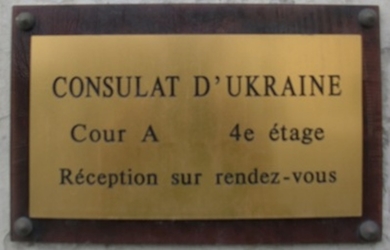 CONSULAT D'UKRAINE
Cour A 4e étage
Réception sur rendez-vous